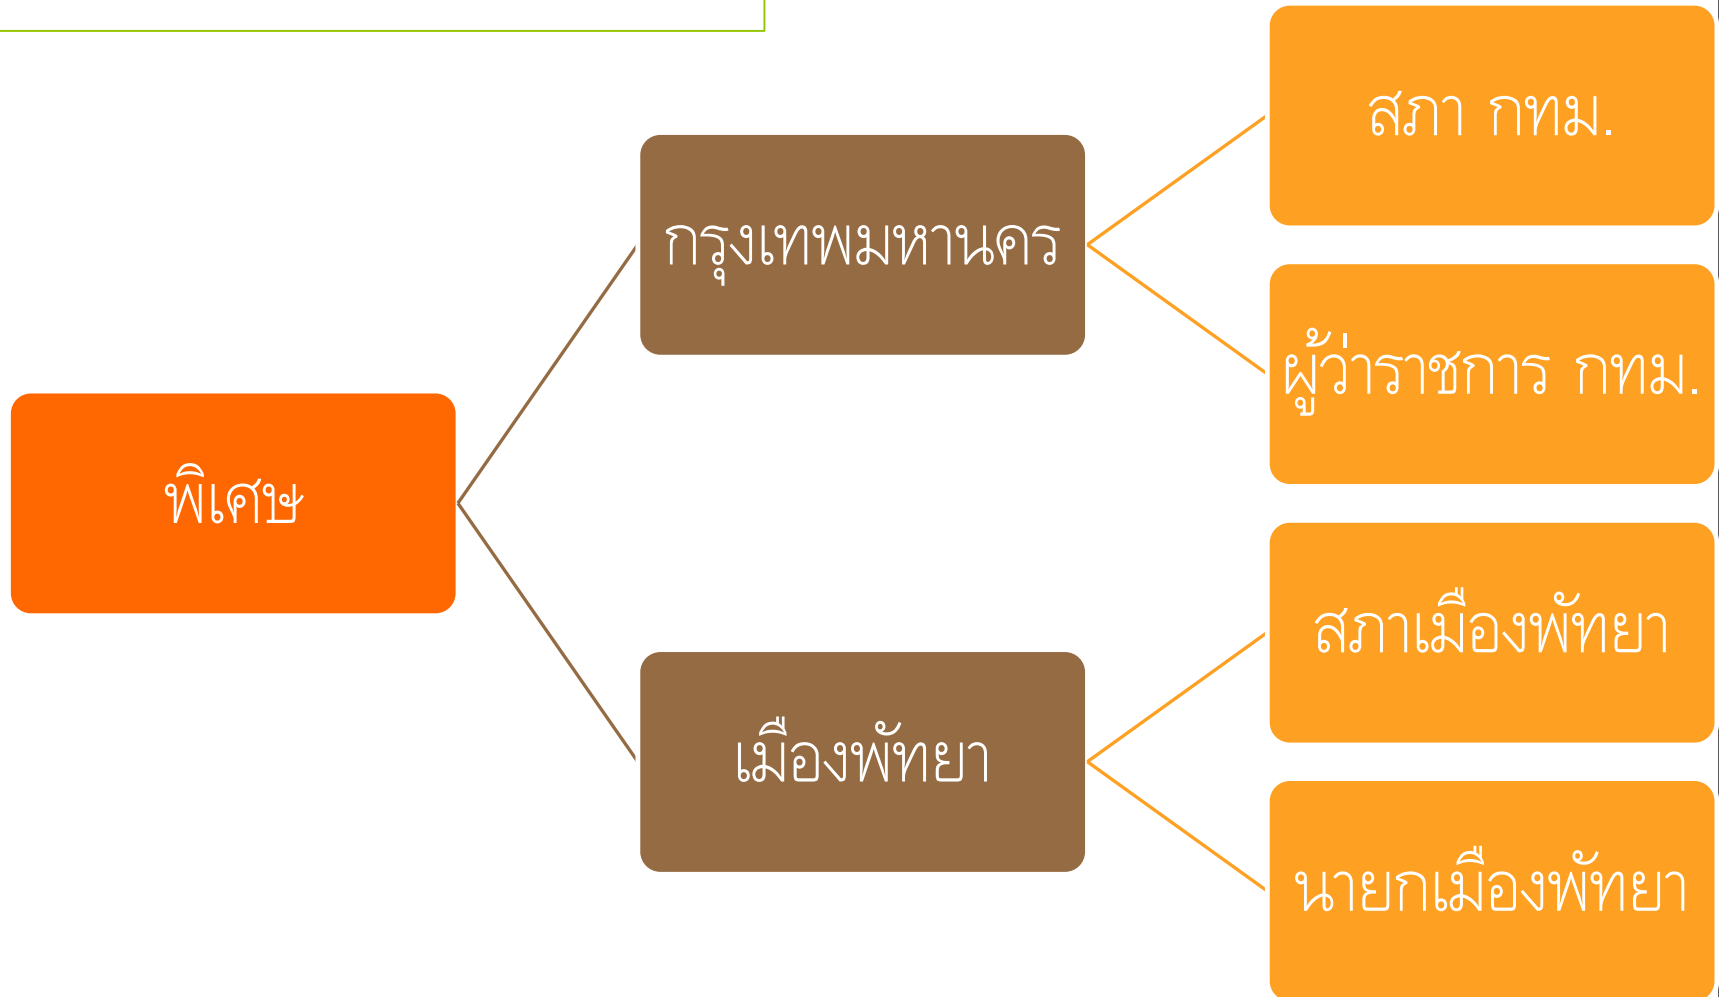 พิเศษ
กรุงเทพมหานคร
สภา กทม.
ผู้ว่าราชการ กทม.
เมืองพัทยา
สภาเมืองพัทยา
นายกเมืองพัทยา